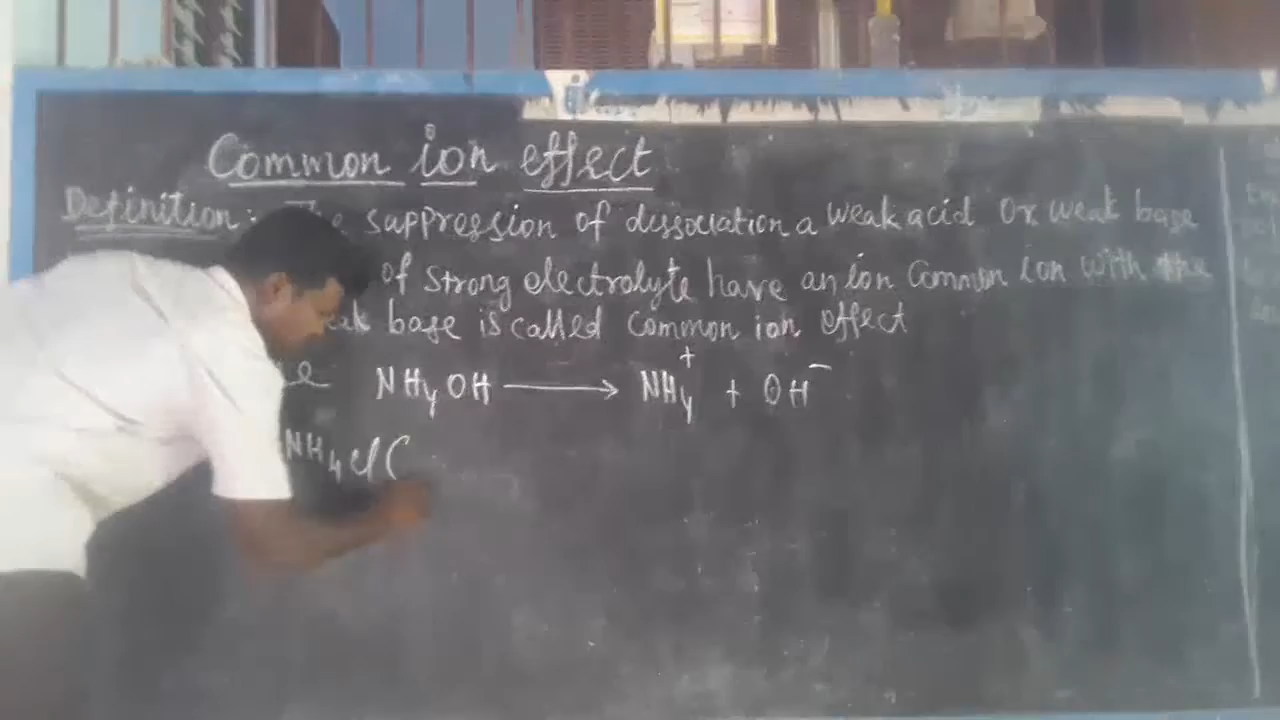 Common ion effect
Definition: The suppression of dissociation a weak acid or weak base
of strong electrolyte have an ion common ion with the
base is called common ion effect
NH4OH ⟶ NH4⁺ + OH⁻
NH4Cl(